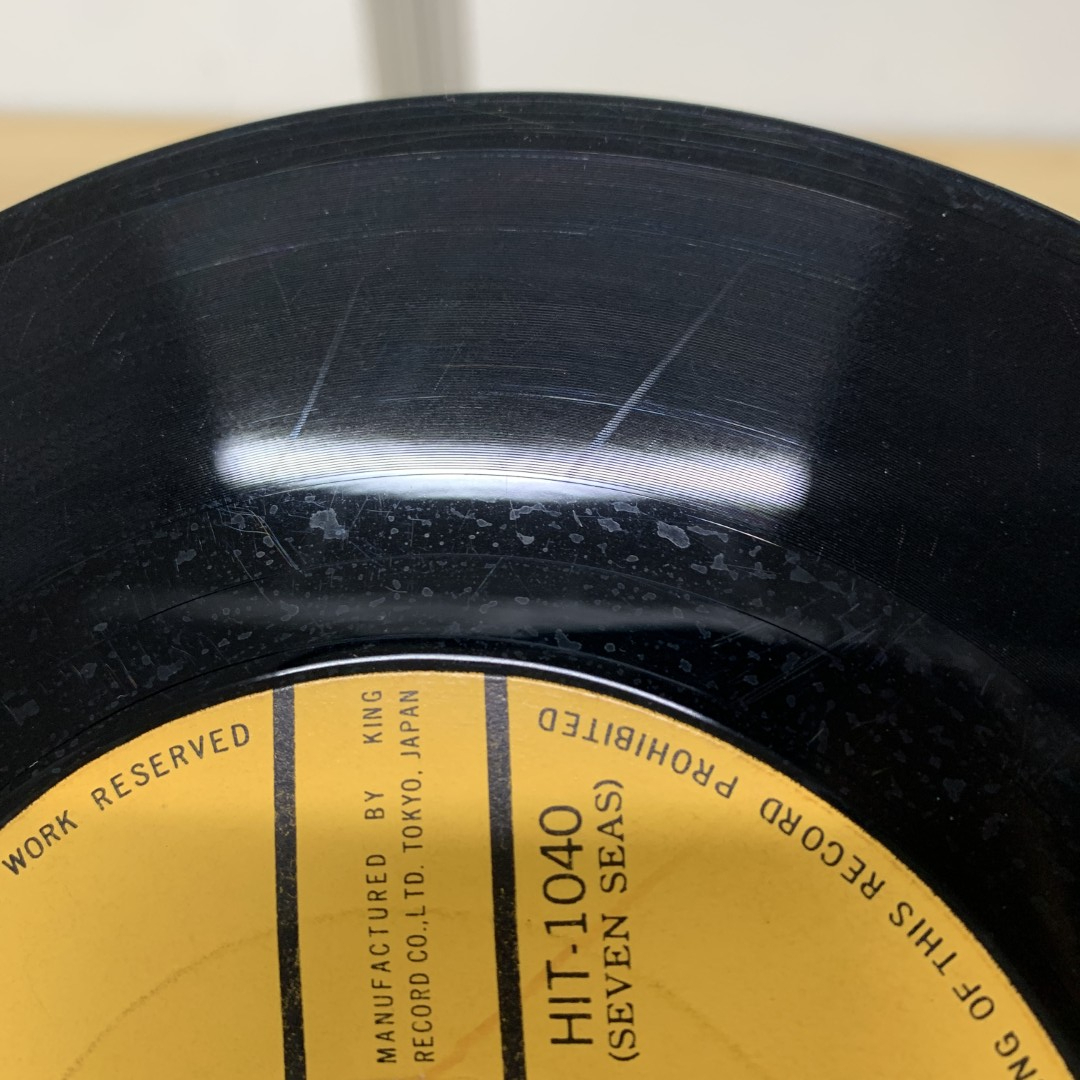 WORK RESERVED
MANUFACTURED BY KING
RECORD CO.,LTD. TOKYO, JAPAN
HIT-1040
(SEVEN SEAS)
OF THIS RECORD PROHIBITED